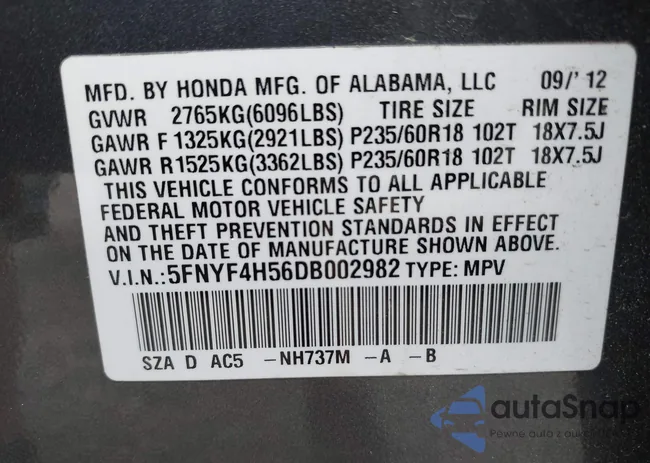 MFD. BY HONDA MFG. OF ALABAMA, LLC 09/' 12
GVWR 2765KG(6096LBS) TIRE SIZE RIM SIZE
GAWR F 1325KG(2921LBS) P235/60R18 102T 18X7.5J
GAWR R1525KG(3362LBS) P235/60R18 102T 18X7.5J
THIS VEHICLE CONFORMS TO ALL APPLICABLE
FEDERAL MOTOR VEHICLE SAFETY
AND THEFT PREVENTION STANDARDS IN EFFECT
ON THE DATE OF MANUFACTURE SHOWN ABOVE.
V.I.N.:5FNYF4H56DB002982 TYPE: MPV
SZA D AC5 -NH737M -A -B
autaSnap
Pewne auto z